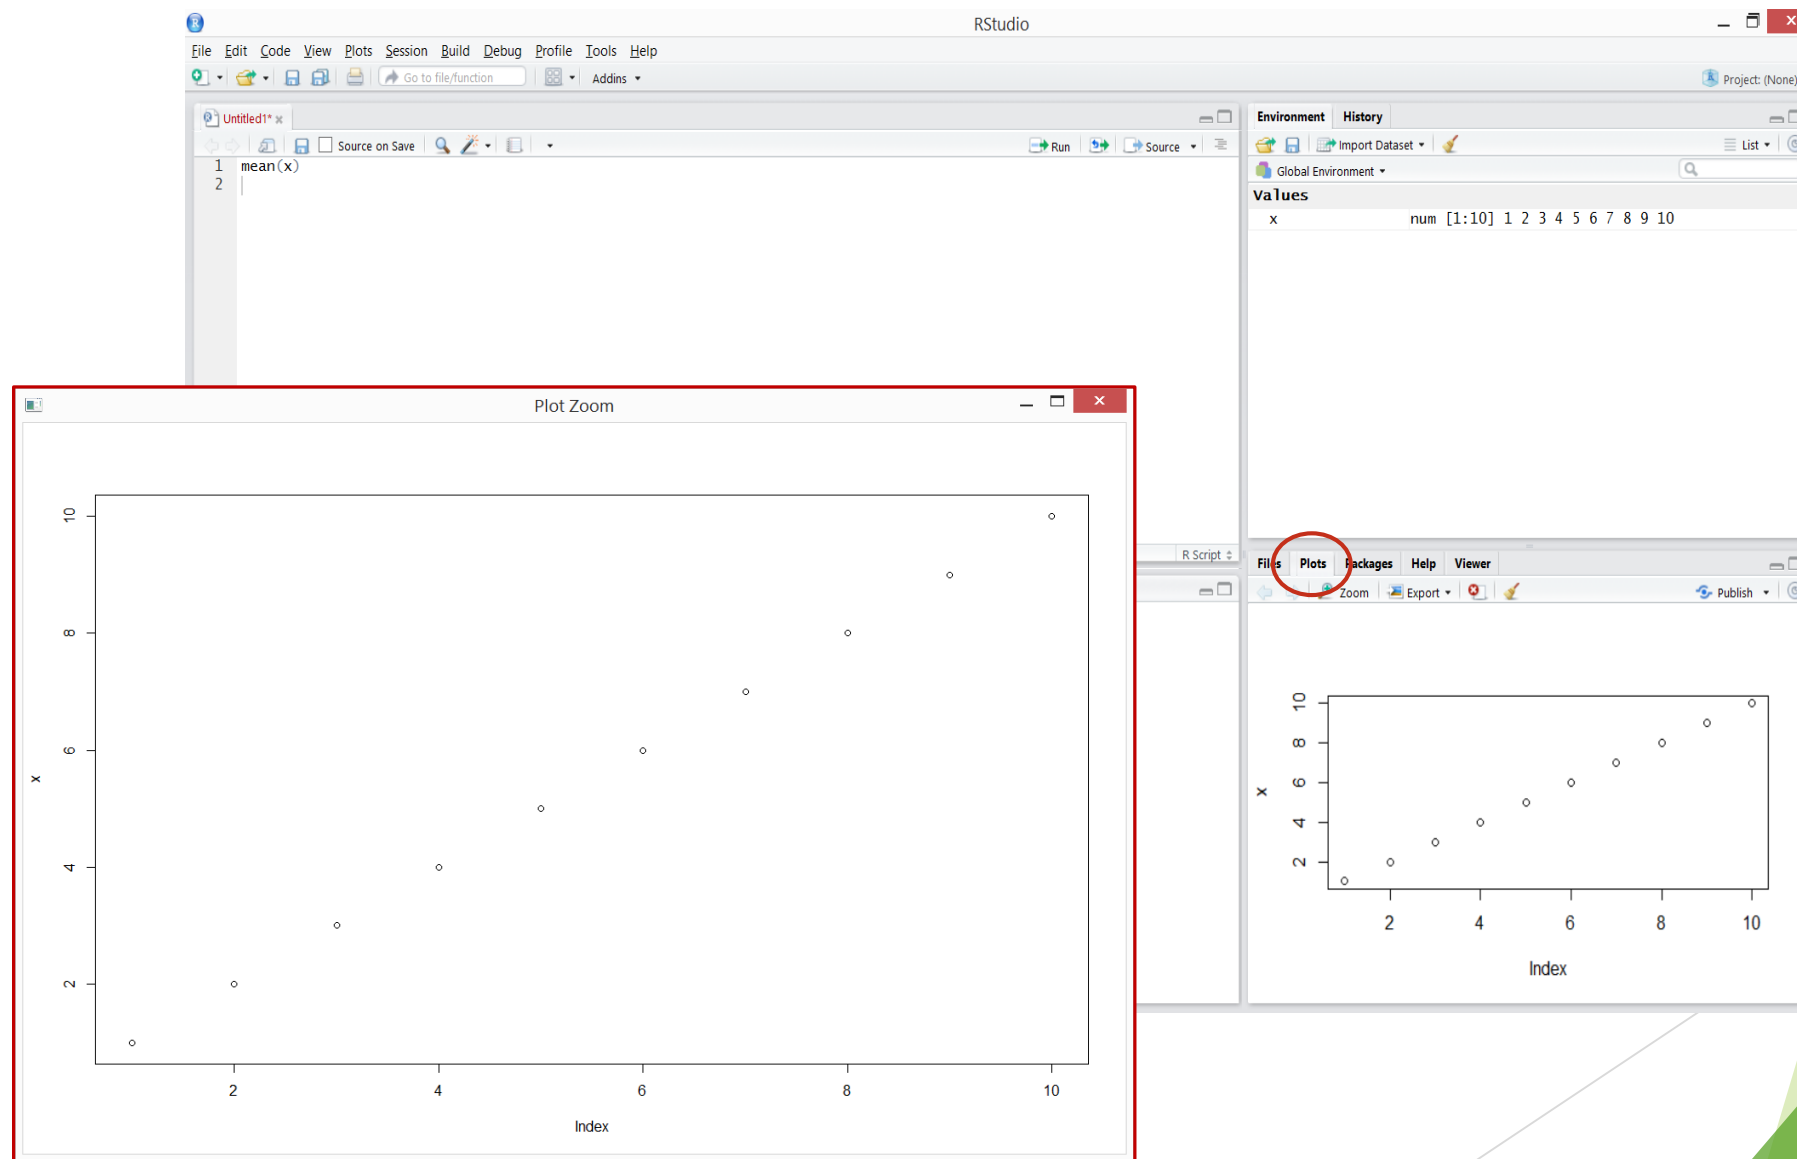 RStudio
File Edit Code View Plots Session Build Debug Profile Tools Help
Go to file/function Addins Project: (None)
Untitled1*
Source on Save Run Source
1 mean(x)
2
R Script
Environment History
Import Dataset List
Global Environment
Values
x num [1:10] 1 2 3 4 5 6 7 8 9 10
Files Plots Packages Help Viewer
Zoom Export Publish
10
8
6
4
2
x
2 4 6 8 10
Index
Plot Zoom
10
8
6
4
2
x
2 4 6 8 10
Index